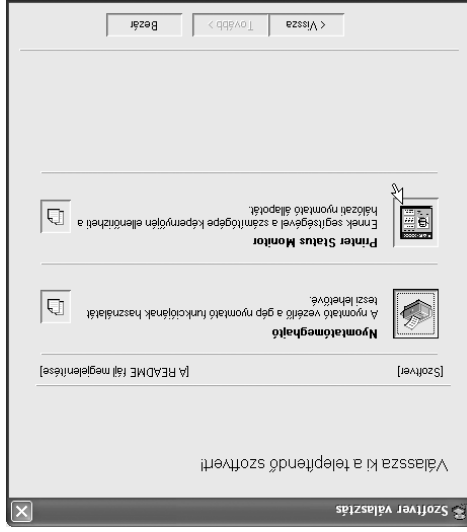 Szoftver választás
Válassza ki a telepítendő szoftvert!
[Szoftver] [A README fájl megjelenítése]
Nyomtatómeghajtó
A nyomtató vezérlő a gép nyomtató funkciójának használatát
teszi lehetővé.
Printer Status Monitor
Ennek segítségével a számítógépe képernyőjén ellenőrizheti a
hálózati nyomtató állapotát.
< Vissza Tovább > Bezár